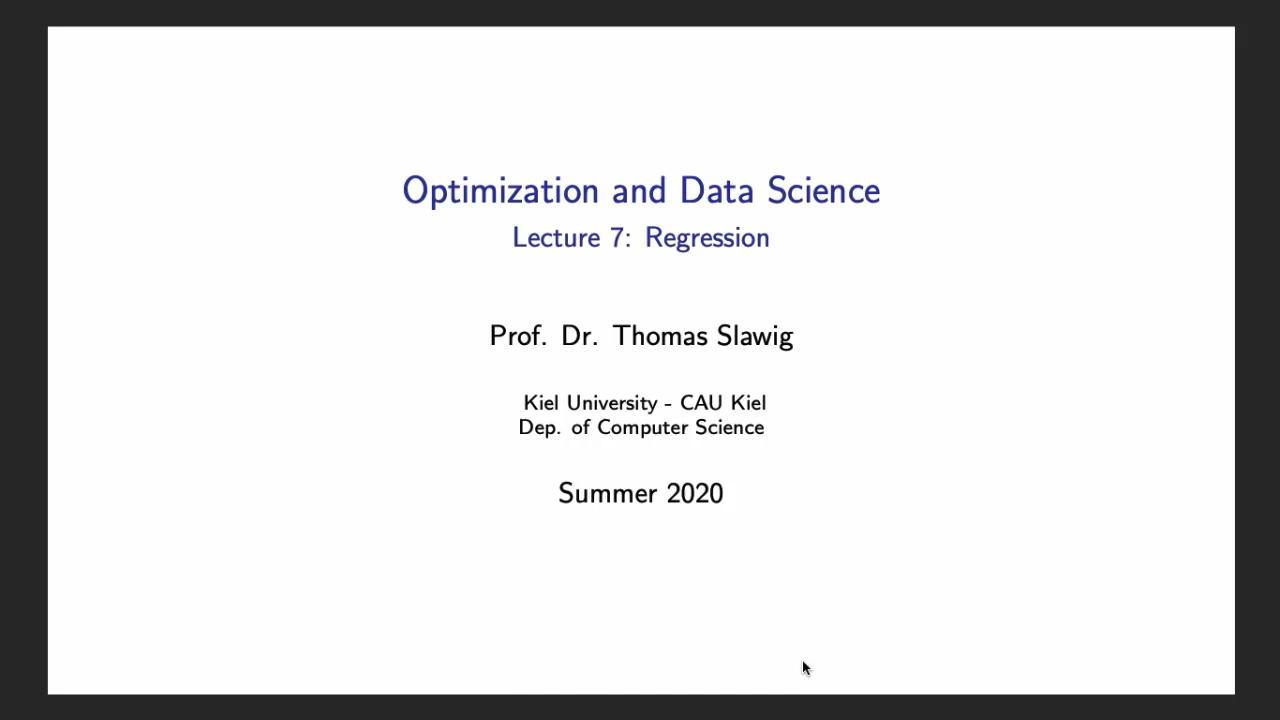 Optimization and Data Science
Lecture 7: Regression
Prof. Dr. Thomas Slawig
Kiel University - CAU Kiel
Dep. of Computer Science
Summer 2020